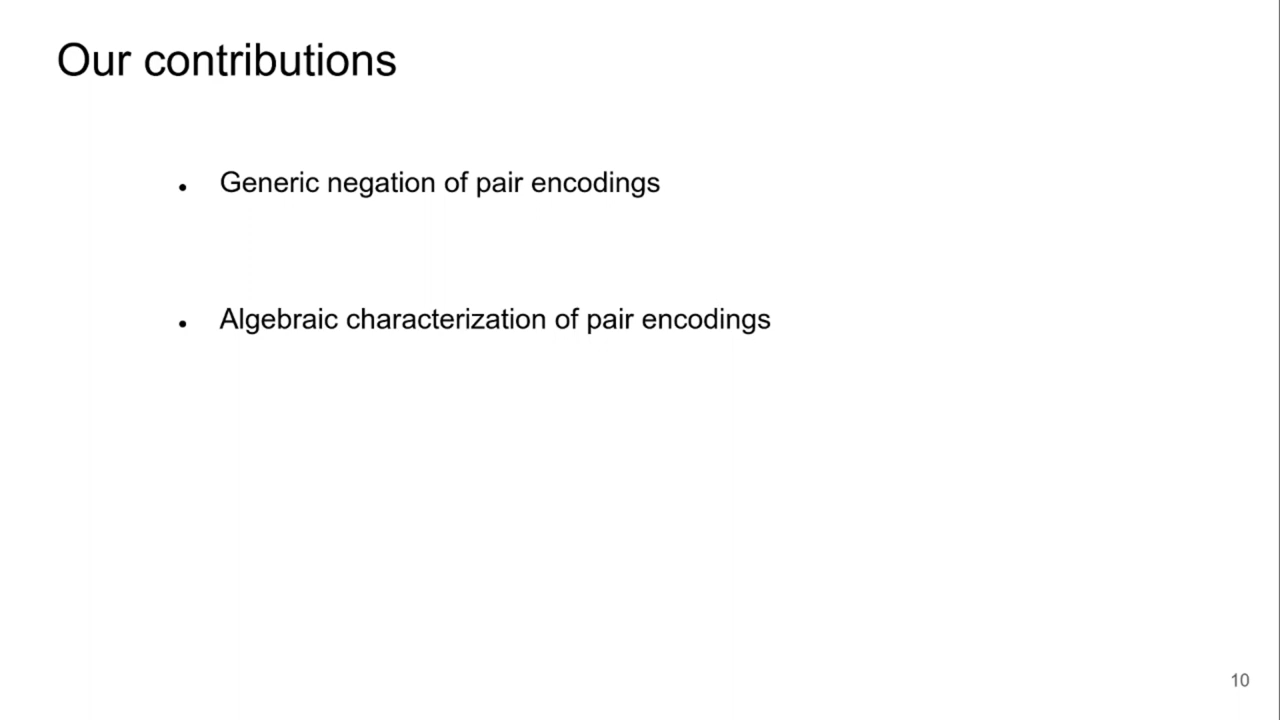 Our contributions
• Generic negation of pair encodings
• Algebraic characterization of pair encodings
10